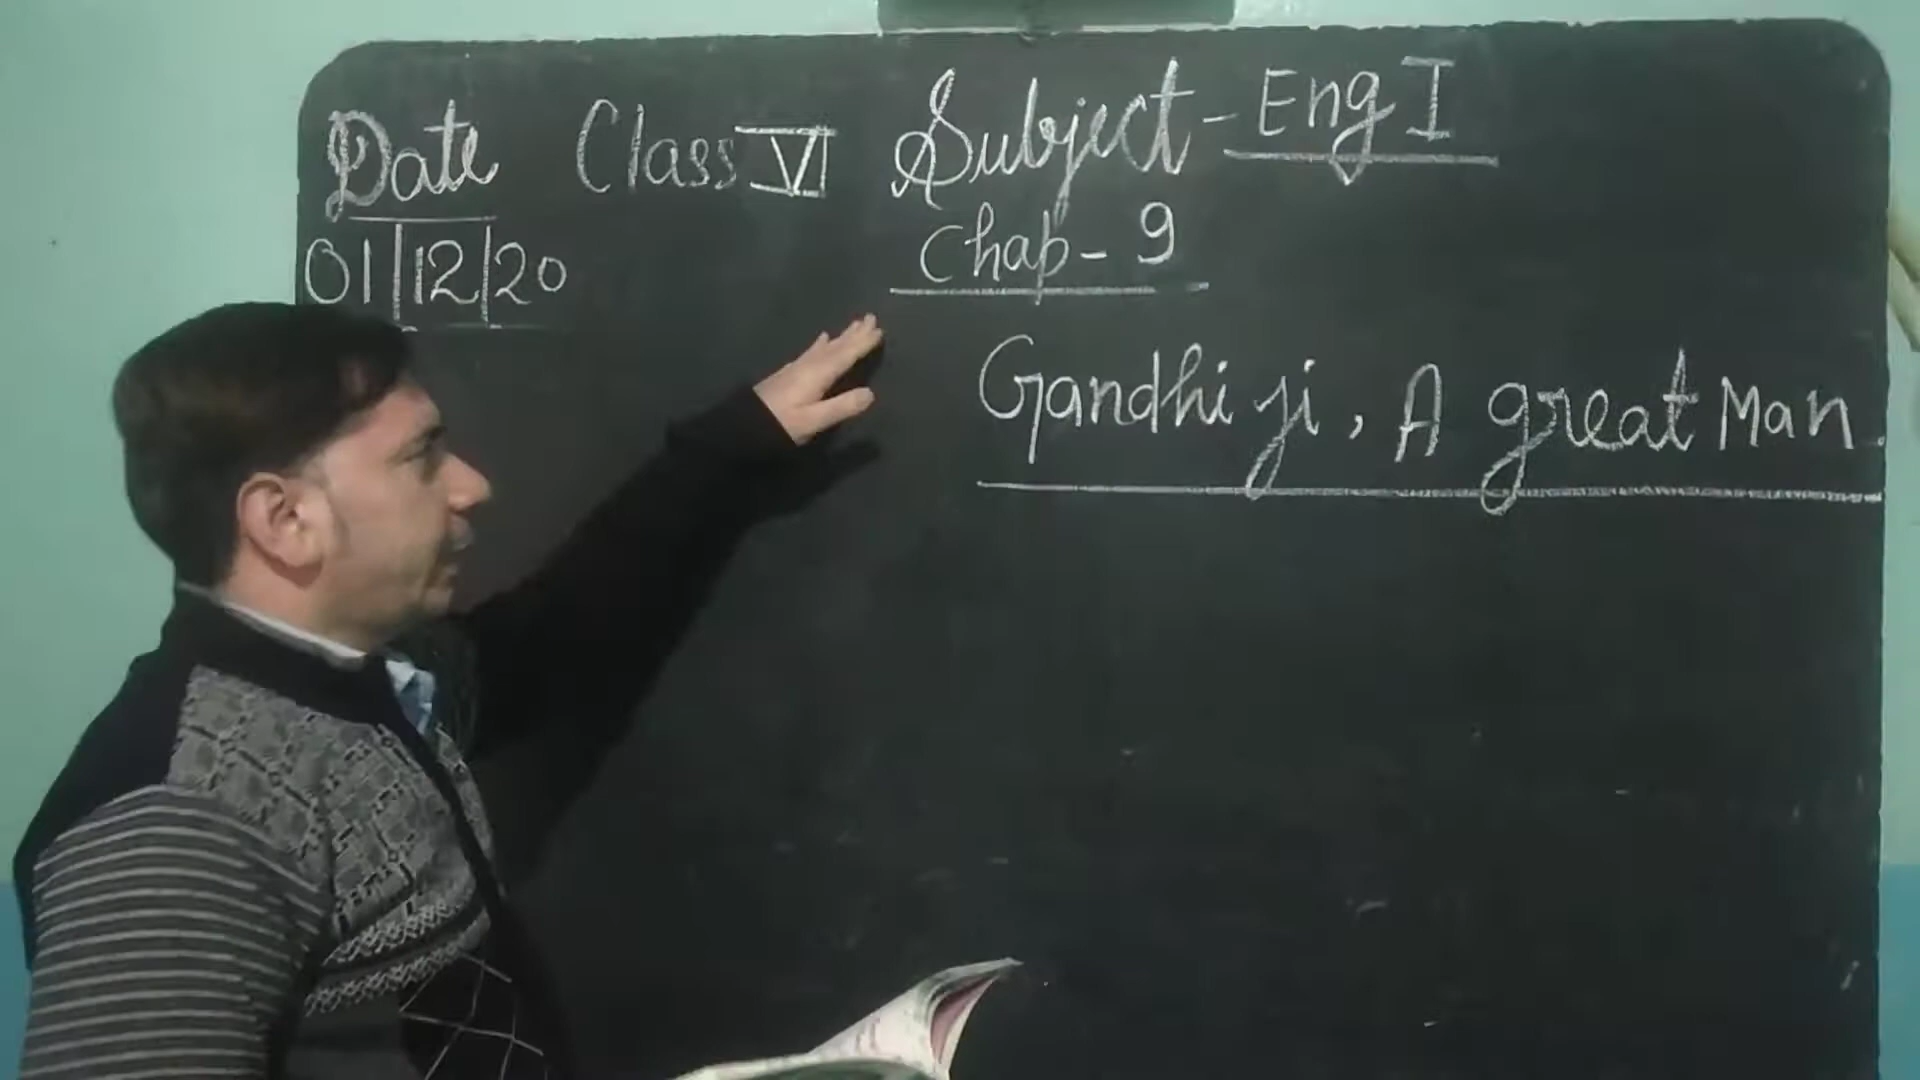 Date Class VI Subject - Eng I
01/12/20
Chap - 9
Gandhi ji, A great Man.